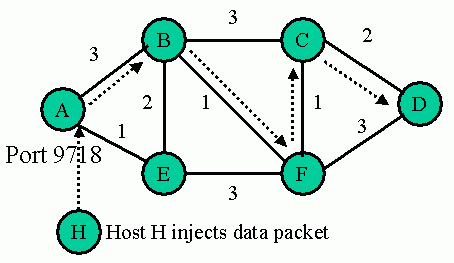 3
B
C
2
3
A
2
1
1
D
1
3
Port 9718
E
F
3
H
Host H injects data packet